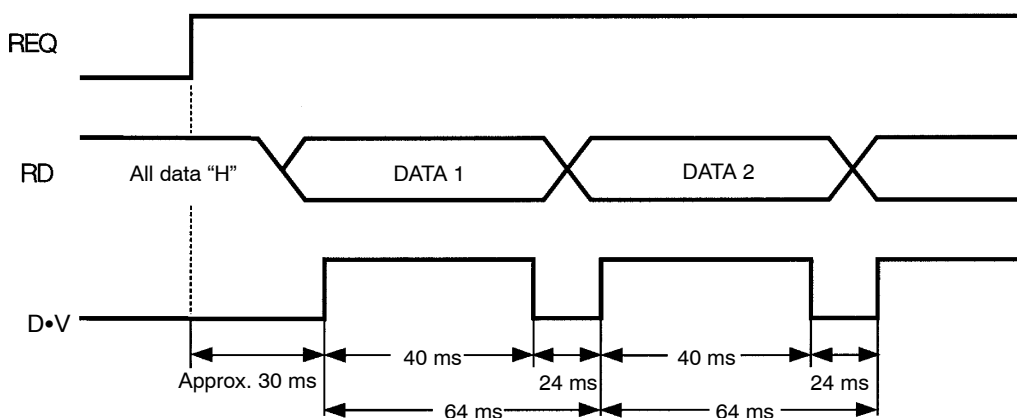 REQ
RD
All data “H”
DATA 1
DATA 2
D•V
Approx. 30 ms
40 ms
24 ms
40 ms
24 ms
64 ms
64 ms